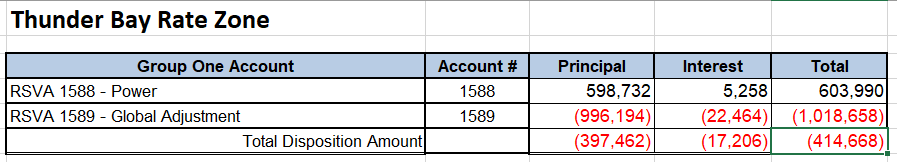 Thunder Bay Rate Zone
Group One Account Account # Principal Interest Total
RSVA 1588 - Power 1588 598,732 5,258 603,990
RSVA 1589 - Global Adjustment 1589 (996,194) (22,464) (1,018,658)
Total Disposition Amount (397,462) (17,206) (414,668)